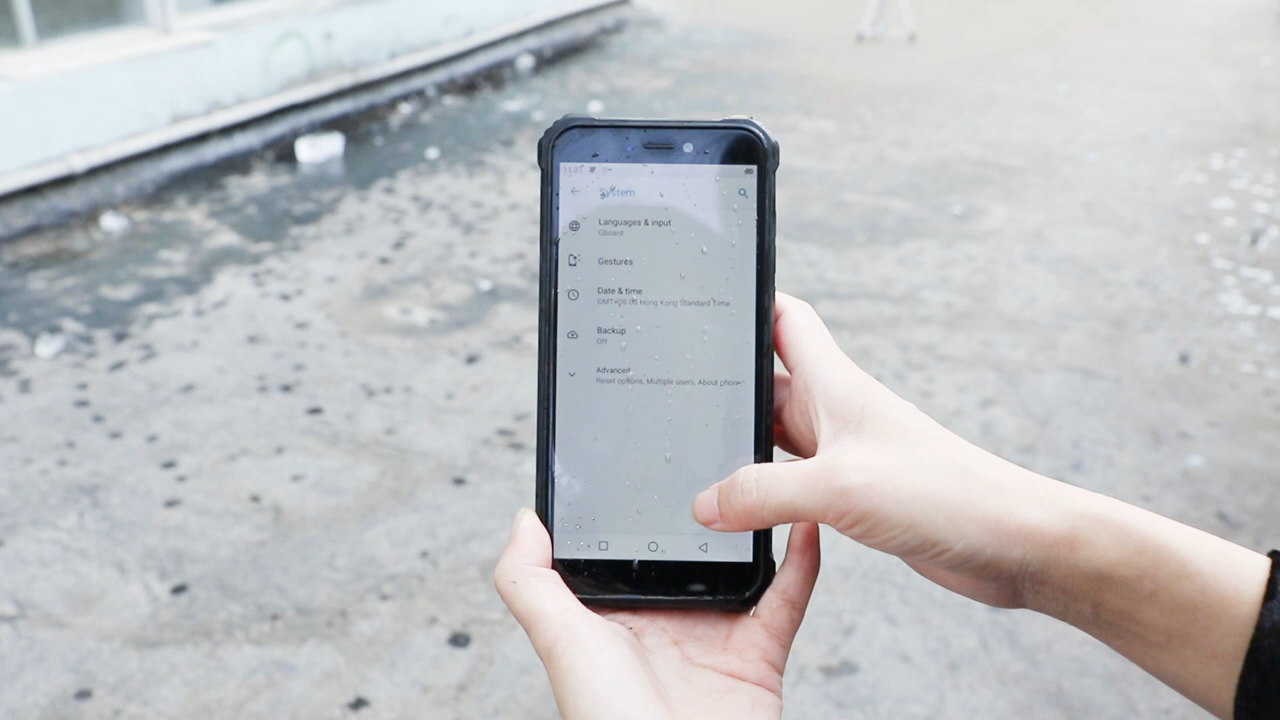 System
Languages & input
Gboard
Gestures
Date & time
GMT+08:00 Hong Kong Standard Time
Backup
Off
Advanced
Reset options, Multiple users, About phone